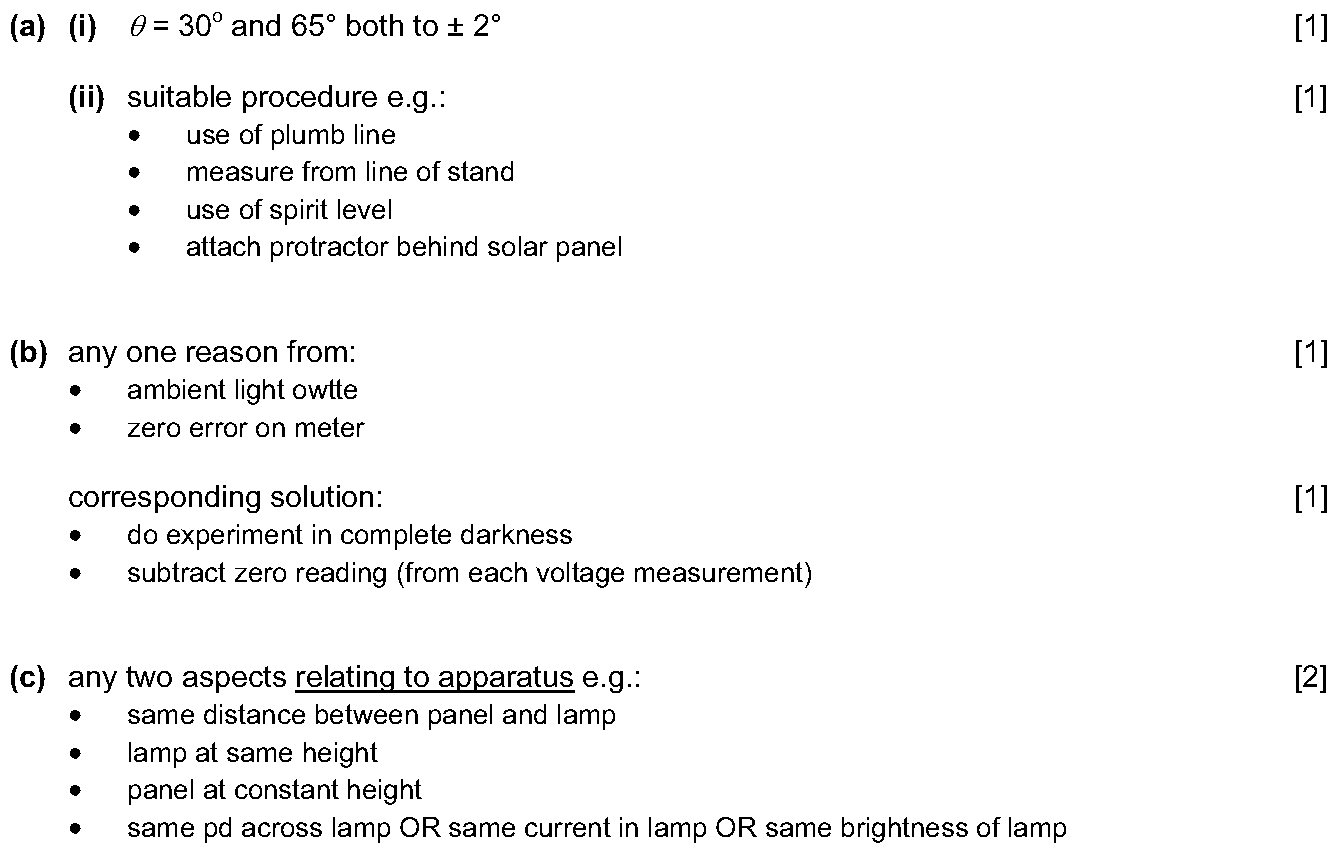 (a) (i) θ = 30° and 65° both to ± 2° [1]
(ii) suitable procedure e.g.: [1]
• use of plumb line
• measure from line of stand
• use of spirit level
• attach protractor behind solar panel
(b) any one reason from: [1]
• ambient light owtte
• zero error on meter
corresponding solution: [1]
• do experiment in complete darkness
• subtract zero reading (from each voltage measurement)
(c) any two aspects relating to apparatus e.g.: [2]
• same distance between panel and lamp
• lamp at same height
• panel at constant height
• same pd across lamp OR same current in lamp OR same brightness of lamp